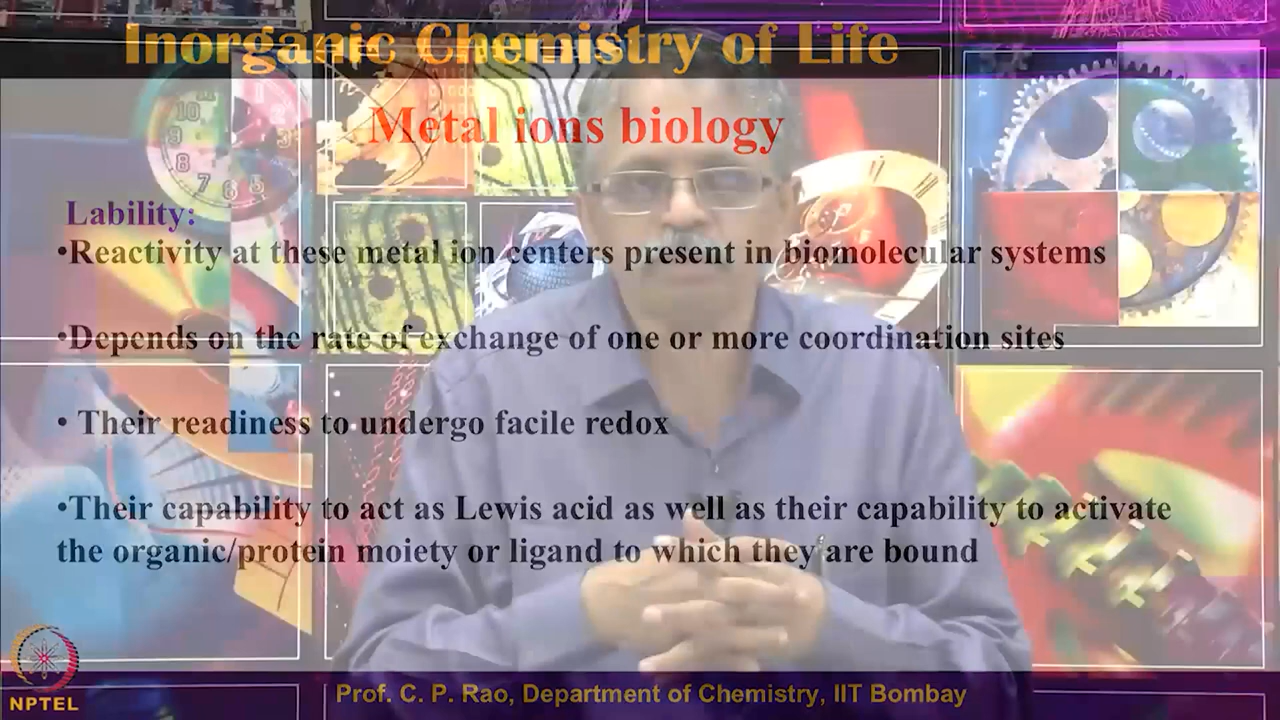 Inorganic Chemistry of Life
Metal ions biology
Lability:
•Reactivity at these metal ion centers present in biomolecular systems
•Depends on the rate of exchange of one or more coordination sites
• Their readiness to undergo facile redox
•Their capability to act as Lewis acid as well as their capability to activate
the organic/protein moiety or ligand to which they are bound
NPTEL
Prof. C. P. Rao, Department of Chemistry, IIT Bombay